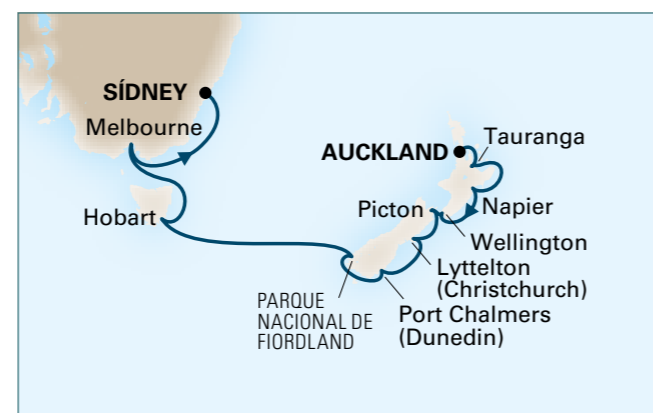 SÍDNEY
Melbourne
Hobart
AUCKLAND
Tauranga
Napier
Picton
Wellington
Lyttelton
(Christchurch)
Port Chalmers
(Dunedin)
PARQUE
NACIONAL DE
FIORDLAND